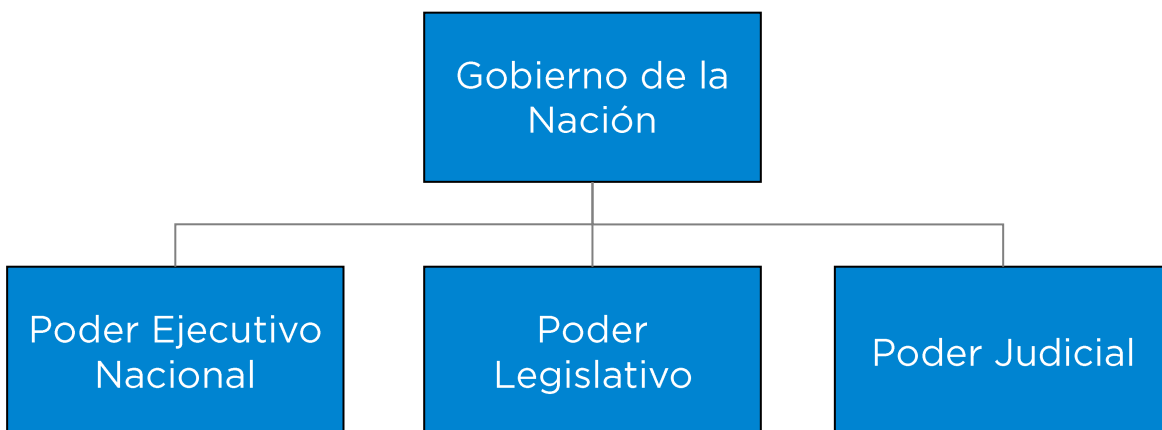 Gobierno de la
Nación
Poder Ejecutivo
Nacional
Poder
Legislativo
Poder Judicial